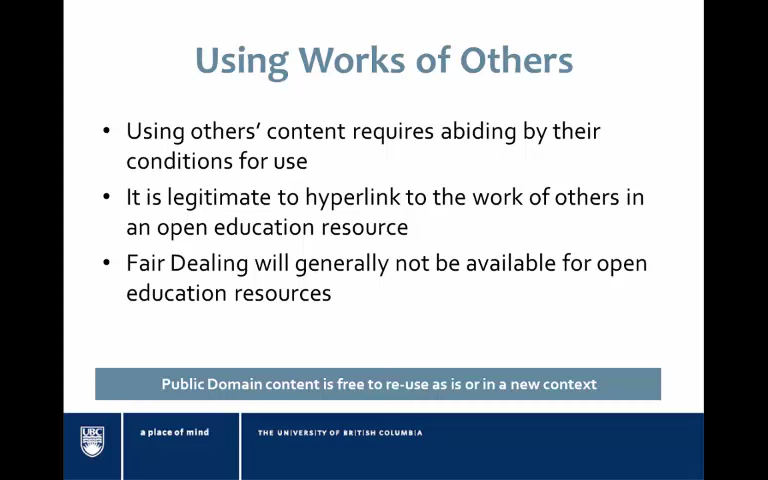 Using Works of Others
• Using others' content requires abiding by their
conditions for use
• It is legitimate to hyperlink to the work of others in
an open education resource
• Fair Dealing will generally not be available for open
education resources
Public Domain content is free to re-use as is or in a new context
UBC
a place of mind
THE UNIVERSITY OF BRITISH COLUMBIA